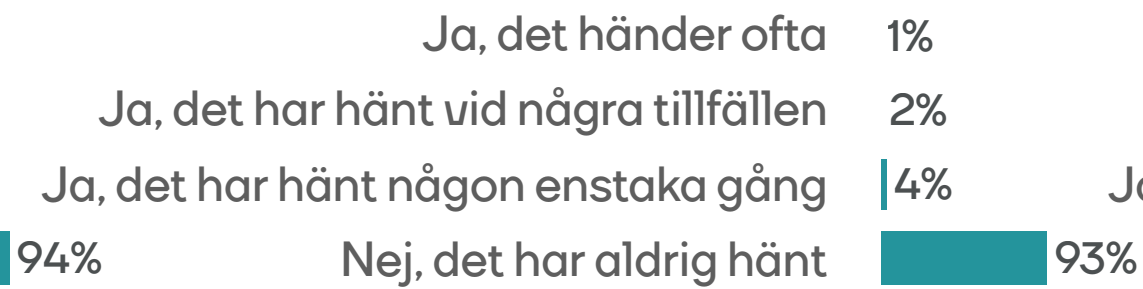 Ja, det händer ofta 1%
Ja, det har hänt vid några tillfällen 2%
Ja, det har hänt någon enstaka gång 4%
94% Nej, det har aldrig hänt 93%